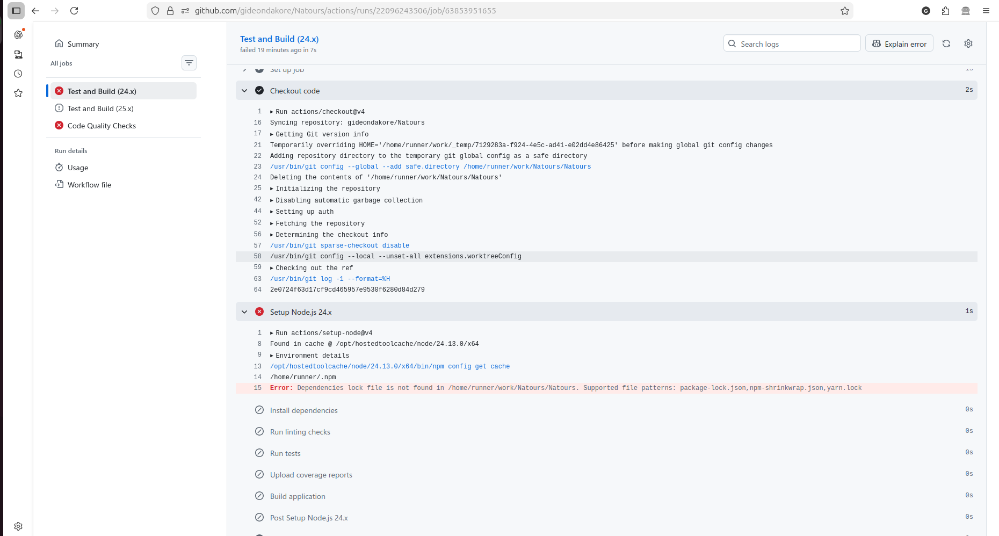 github.com/gideondakore/Natours/actions/runs/22096243506/job/63853951655
G
Summary
All jobs
Test and Build (24.x)
Test and Build (25.x)
Code Quality Checks
Run details
Usage
Workflow file
Test and Build (24.x)
failed 19 minutes ago in 7s
Search logs
Explain error
Set up job 1s
Checkout code 2s
1 Run actions/checkout@v4
16 Syncing repository: gideondakore/Natours
17 Getting Git version info
21 Temporarily overriding HOME='/home/runner/work/_temp/7129283a-f924-4e5c-ad41-e02dd4e86425' before making global git config changes
22 Adding repository directory to the temporary git global config as a safe directory
23 /usr/bin/git config --global --add safe.directory /home/runner/work/Natours/Natours
24 Deleting the contents of '/home/runner/work/Natours/Natours'
25 Initializing the repository
42 Disabling automatic garbage collection
44 Setting up auth
52 Fetching the repository
56 Determining the checkout info
57 /usr/bin/git sparse-checkout disable
58 /usr/bin/git config --local --unset-all extensions.worktreeConfig
59 Checking out the ref
63 /usr/bin/git log -1 --format=%H
64 2e0724f63d17cf9cd465957e9530f6280d84d279
Setup Node.js 24.x 1s
1 Run actions/setup-node@v4
8 Found in cache @ /opt/hostedtoolcache/node/24.13.0/x64
9 Environment details
13 /opt/hostedtoolcache/node/24.13.0/x64/bin/npm config get cache
14 /home/runner/.npm
15 Error: Dependencies lock file is not found in /home/runner/work/Natours/Natours. Supported file patterns: package-lock.json,npm-shrinkwrap.json,yarn.lock
Install dependencies 0s
Run linting checks 0s
Run tests 0s
Upload coverage reports 0s
Build application 0s
Post Setup Node.js 24.x 0s